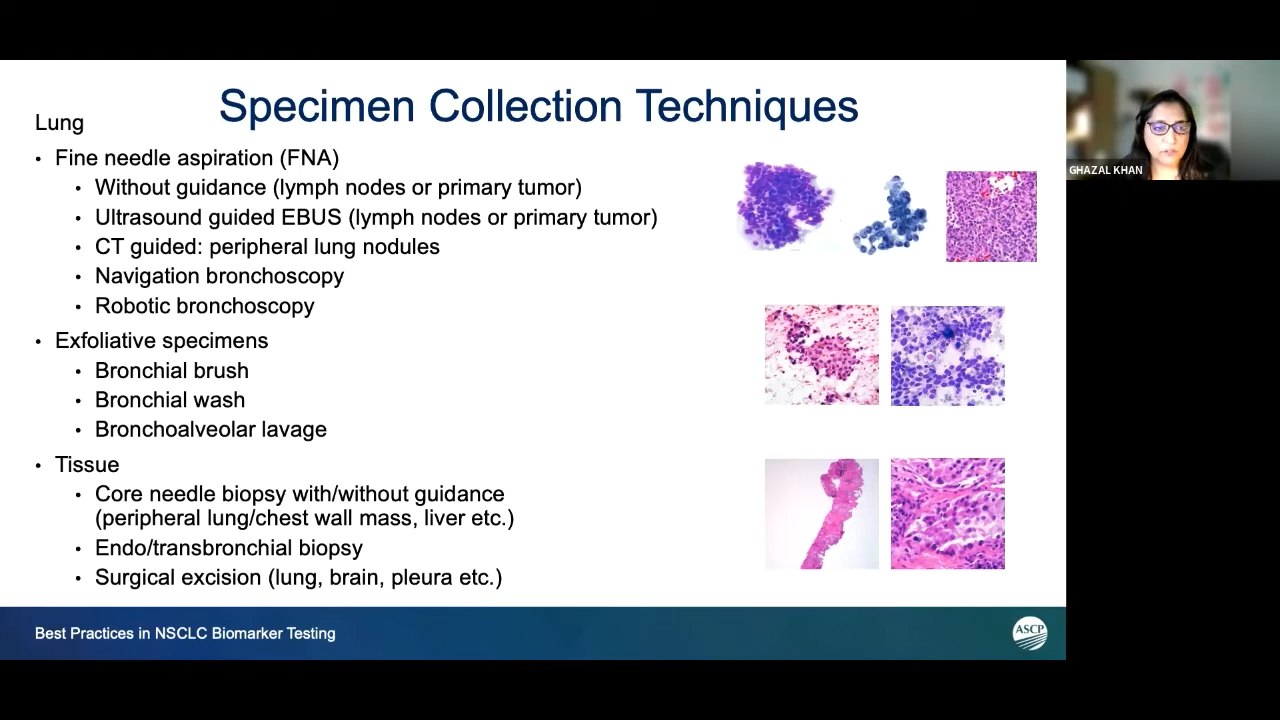 Specimen Collection Techniques
Lung
• Fine needle aspiration (FNA)
• Without guidance (lymph nodes or primary tumor)
• Ultrasound guided EBUS (lymph nodes or primary tumor)
• CT guided: peripheral lung nodules
• Navigation bronchoscopy
• Robotic bronchoscopy
• Exfoliative specimens
• Bronchial brush
• Bronchial wash
• Bronchoalveolar lavage
• Tissue
• Core needle biopsy with/without guidance
(peripheral lung/chest wall mass, liver etc.)
• Endo/transbronchial biopsy
• Surgical excision (lung, brain, pleura etc.)
Best Practices in NSCLC Biomarker Testing
ASCP
GHAZAL KHAN